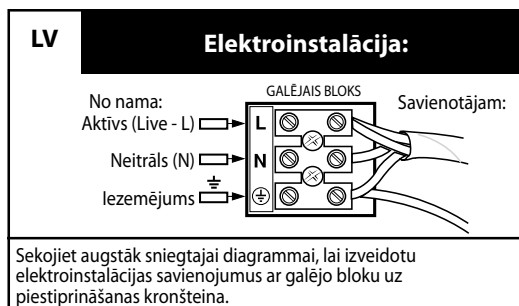 LV
Elektroinstalācija:
GALĒJAIS BLOKS
No nama:
Savienotājam:
Aktīvs (Live - L)
L
Neitrāls (N)
N
Iezemējums
Sekojiet augstāk sniegtajai diagrammai, lai izveidotu
elektroinstalācijas savienojumus ar galējo bloku uz
piestiprināšanas kronšteina.